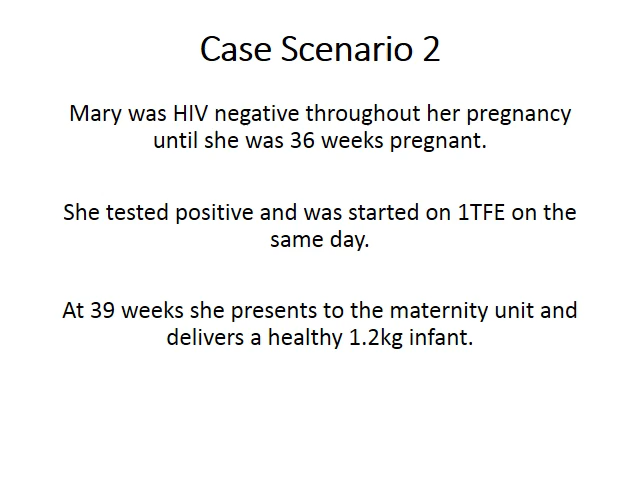 Case Scenario 2
Mary was HIV negative throughout her pregnancy
until she was 36 weeks pregnant.
She tested positive and was started on 1TFE on the
same day.
At 39 weeks she presents to the maternity unit and
delivers a healthy 1.2kg infant.